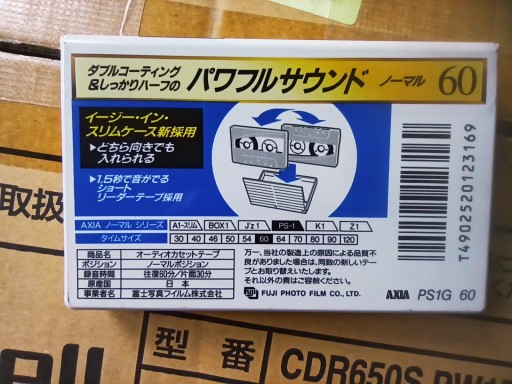 ダブルコーティング
&しっかりハーフの
パワフルサウンド ノーマル 60
イージー・イン・
スリムケース新採用
どちら向きでも
入れられる
1.5秒で音がでる
ショート
リーダーテープ採用
AXIA ノーマル シリーズ A1-スリム BOX1 J'z1 PS-1 K1 Z1
タイムサイズ 30 40 46 50 54 60 64 70 74 80 90 120
商品名 オーディオカセットテープ
ポジション ノーマルポジション
録音時間 往復60分/片面30分
原産国 日本
事業者名 富士写真フイルム株式会社
万一、当社の製造上の原因による品質不
良がありました場合は、同数の新しいテー
プとお取り替えいたします。
それ以外の責はご容赦ください。
FUJI PHOTO FILM CO., LTD.
AXIA PS1G 60
T4902520123169
取扱
型番
CDR650S